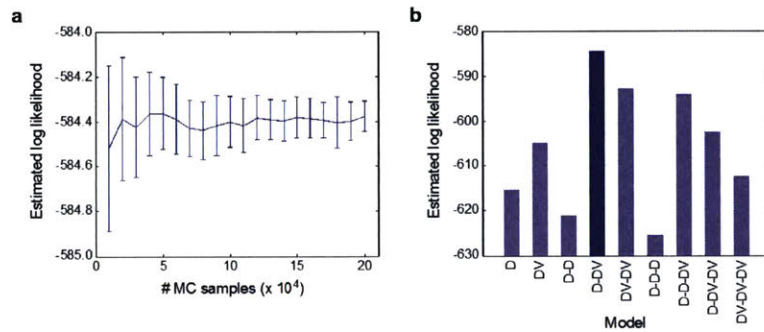 a
Estimated log likelihood
-584.0
-584.2
-584.4
-584.6
-584.8
-585.0
0
5
10
15
20
# MC samples (x 10⁴)
b
Estimated log likelihood
-580
-590
-600
-610
-620
-630
D
DV
D-D
D-DV
DV-DV
D-D-D
D-D-DV
D-DV-DV
DV-DV-DV
Model